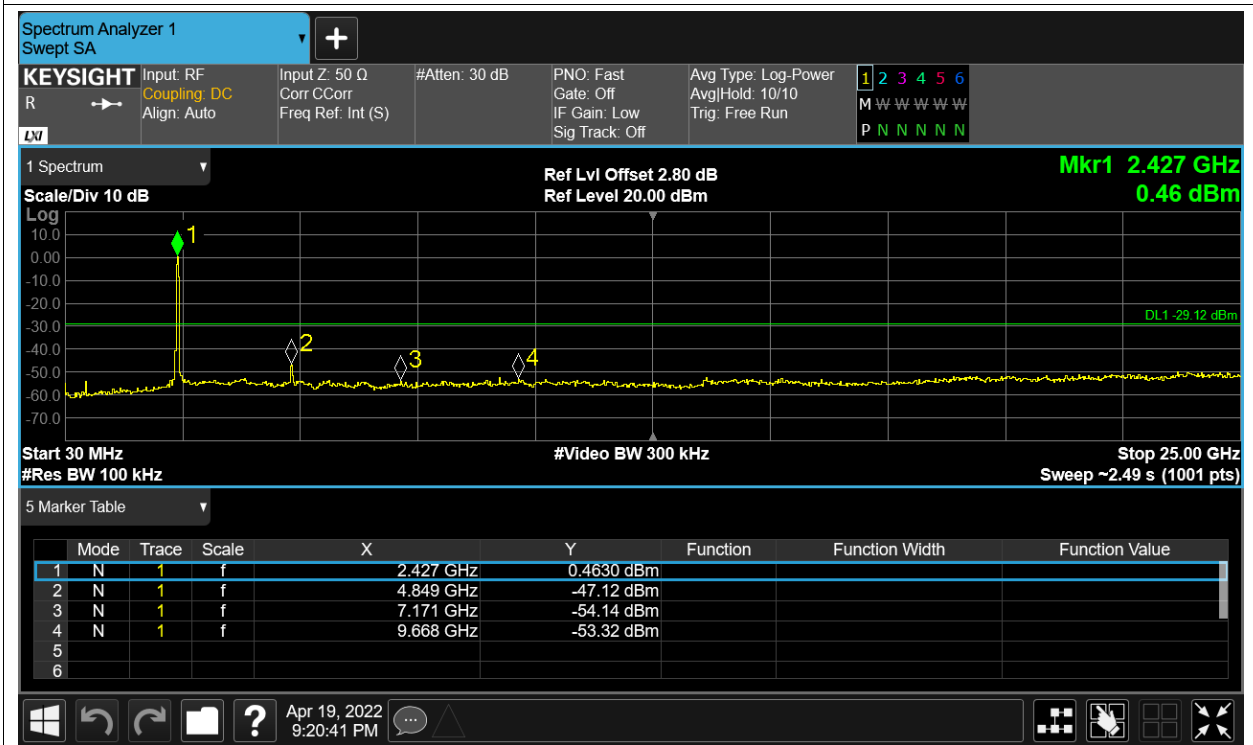 Spectrum Analyzer 1
Swept SA
KEYSIGHT
R
LXI
Input: RF
Coupling: DC
Align: Auto
Input Z: 50 Ω
Corr CCorr
Freq Ref: Int (S)
#Atten: 30 dB
PNO: Fast
Gate: Off
IF Gain: Low
Sig Track: Off
Avg Type: Log-Power
Avg|Hold: 10/10
Trig: Free Run
1 2 3 4 5 6
M W W W W W
P N N N N N
1 Spectrum
Scale/Div 10 dB
Ref Lvl Offset 2.80 dB
Ref Level 20.00 dBm
Mkr1 2.427 GHz
0.46 dBm
Log
10.0
0.00
-10.0
-20.0
-30.0
-40.0
-50.0
-60.0
-70.0
1
2
3
4
DL1 -29.12 dBm
Start 30 MHz
#Video BW 300 kHz
Stop 25.00 GHz
#Res BW 100 kHz
Sweep ~2.49 s (1001 pts)
5 Marker Table
Mode Trace Scale X Y Function Function Width Function Value
1 N 1 f 2.427 GHz 0.4630 dBm
2 N 1 f 4.849 GHz -47.12 dBm
3 N 1 f 7.171 GHz -54.14 dBm
4 N 1 f 9.668 GHz -53.32 dBm
5
6
?
Apr 19, 2022
9:20:41 PM